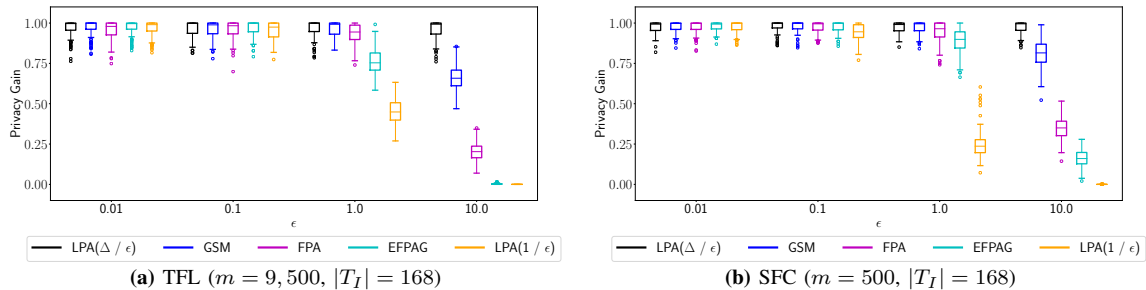 1.00
0.75
0.50
0.25
0.00
Privacy Gain
0.01 0.1 1.0 10.0
ϵ
LPA(Δ / ϵ) GSM FPA EFPAG LPA(1 / ϵ)
(a) TFL (m = 9, 500, |T_I| = 168)
1.00
0.75
0.50
0.25
0.00
Privacy Gain
0.01 0.1 1.0 10.0
ϵ
LPA(Δ / ϵ) GSM FPA EFPAG LPA(1 / ϵ)
(b) SFC (m = 500, |T_I| = 168)